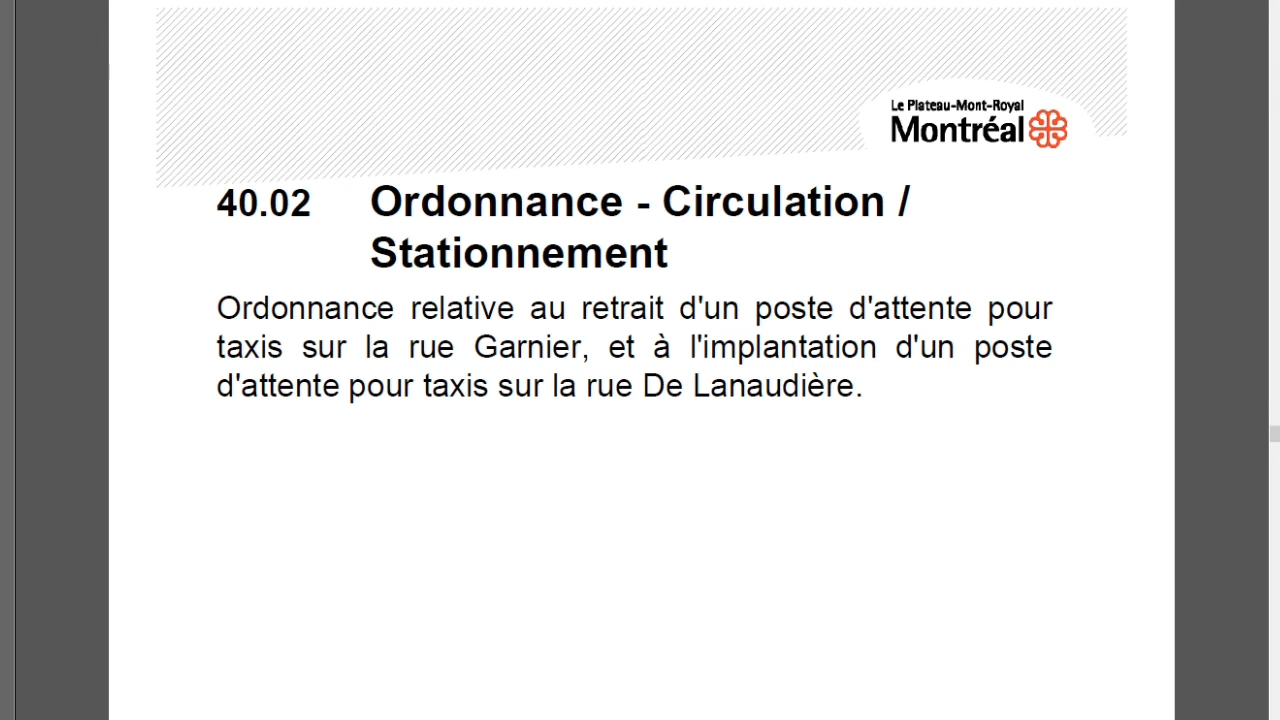 Le Plateau-Mont-Royal
Montréal
40.02 Ordonnance - Circulation /
Stationnement
Ordonnance relative au retrait d'un poste d'attente pour
taxis sur la rue Garnier, et à l'implantation d'un poste
d'attente pour taxis sur la rue De Lanaudière.